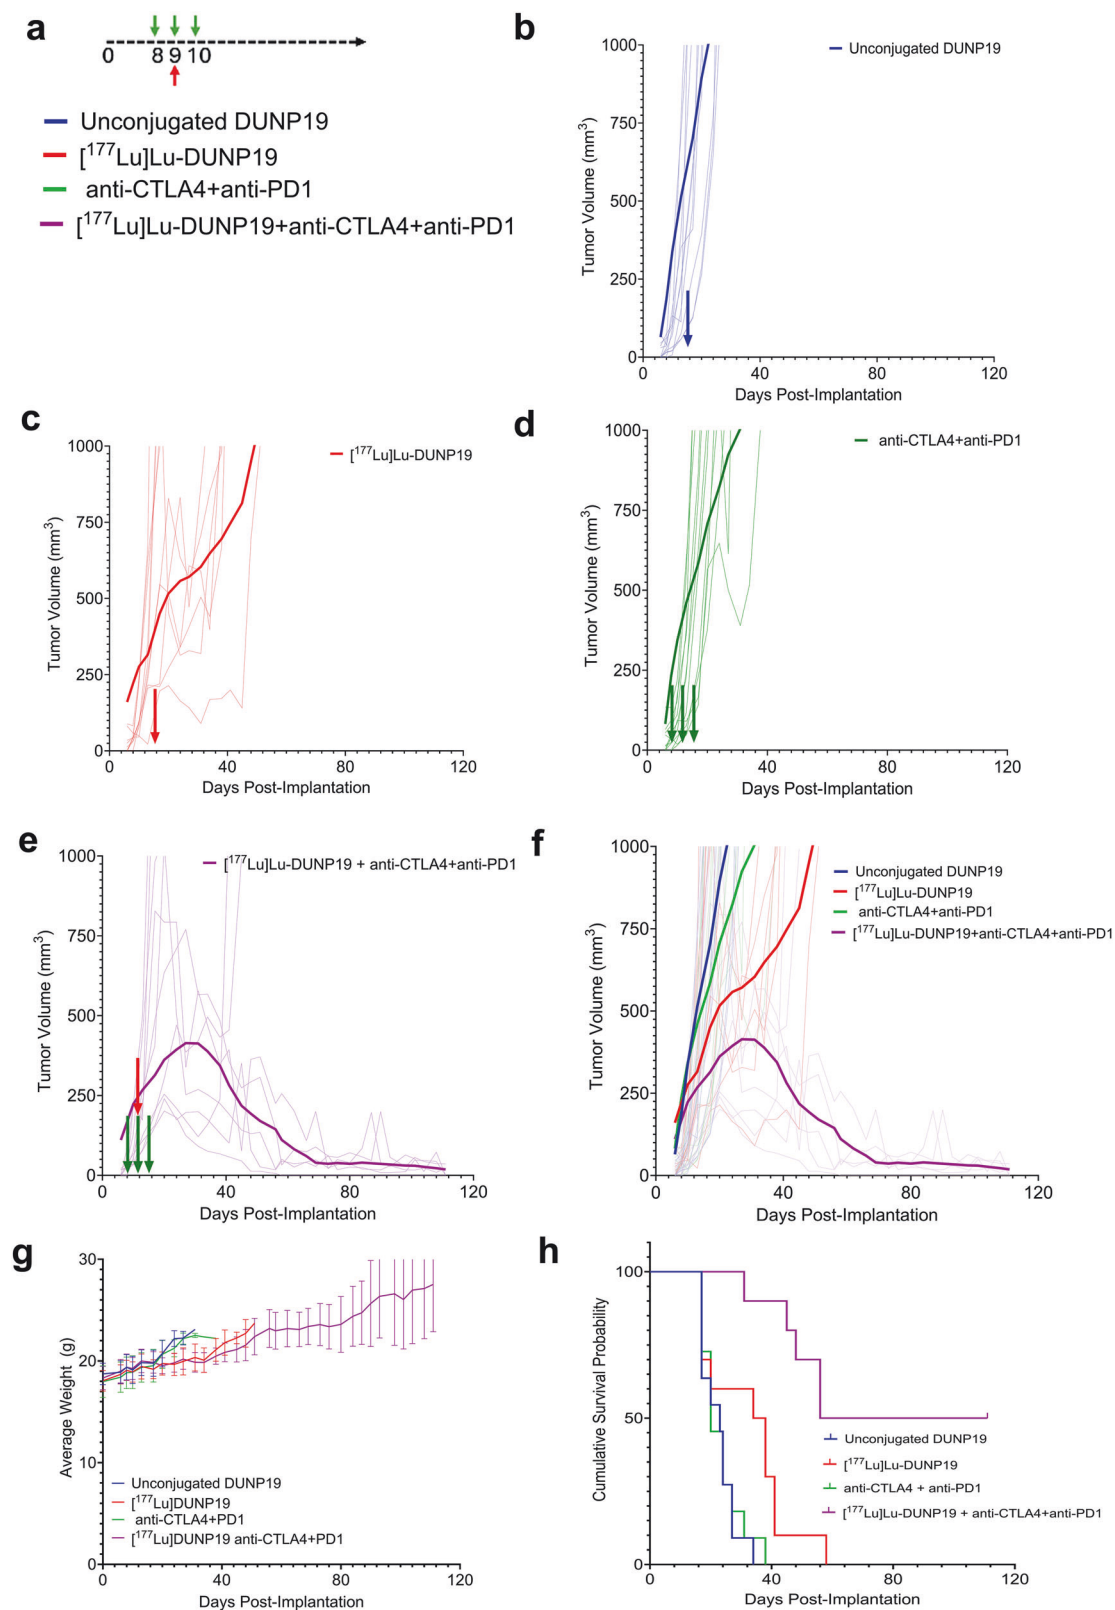 a
0 8 9 10
Unconjugated DUNP19
[177Lu]Lu-DUNP19
anti-CTLA4+anti-PD1
[177Lu]Lu-DUNP19+anti-CTLA4+anti-PD1
b
Unconjugated DUNP19
Tumor Volume (mm3)
1000
750
500
250
0
0 40 80 120
Days Post-Implantation
c
[177Lu]Lu-DUNP19
Tumor Volume (mm3)
1000
750
500
250
0
0 40 80 120
Days Post-Implantation
d
anti-CTLA4+anti-PD1
Tumor Volume (mm3)
1000
750
500
250
0
0 40 80 120
Days Post-Implantation
e
[177Lu]Lu-DUNP19 + anti-CTLA4+anti-PD1
Tumor Volume (mm3)
1000
750
500
250
0
0 40 80 120
Days Post-Implantation
f
Unconjugated DUNP19
[177Lu]Lu-DUNP19
anti-CTLA4+anti-PD1
[177Lu]Lu-DUNP19+anti-CTLA4+anti-PD1
Tumor Volume (mm3)
1000
750
500
250
0
0 40 80 120
Days Post-Implantation
g
Average Weight (g)
30
20
10
0
Unconjugated DUNP19
[177Lu]DUNP19
anti-CTLA4+PD1
[177Lu]DUNP19 anti-CTLA4+PD1
0 40 80 120
Days Post-Implantation
h
Cumulative Survival Probability
100
50
0
Unconjugated DUNP19
[177Lu]Lu-DUNP19
anti-CTLA4 + anti-PD1
[177Lu]Lu-DUNP19 + anti-CTLA4+anti-PD1
0 40 80 120
Days Post-Implantation